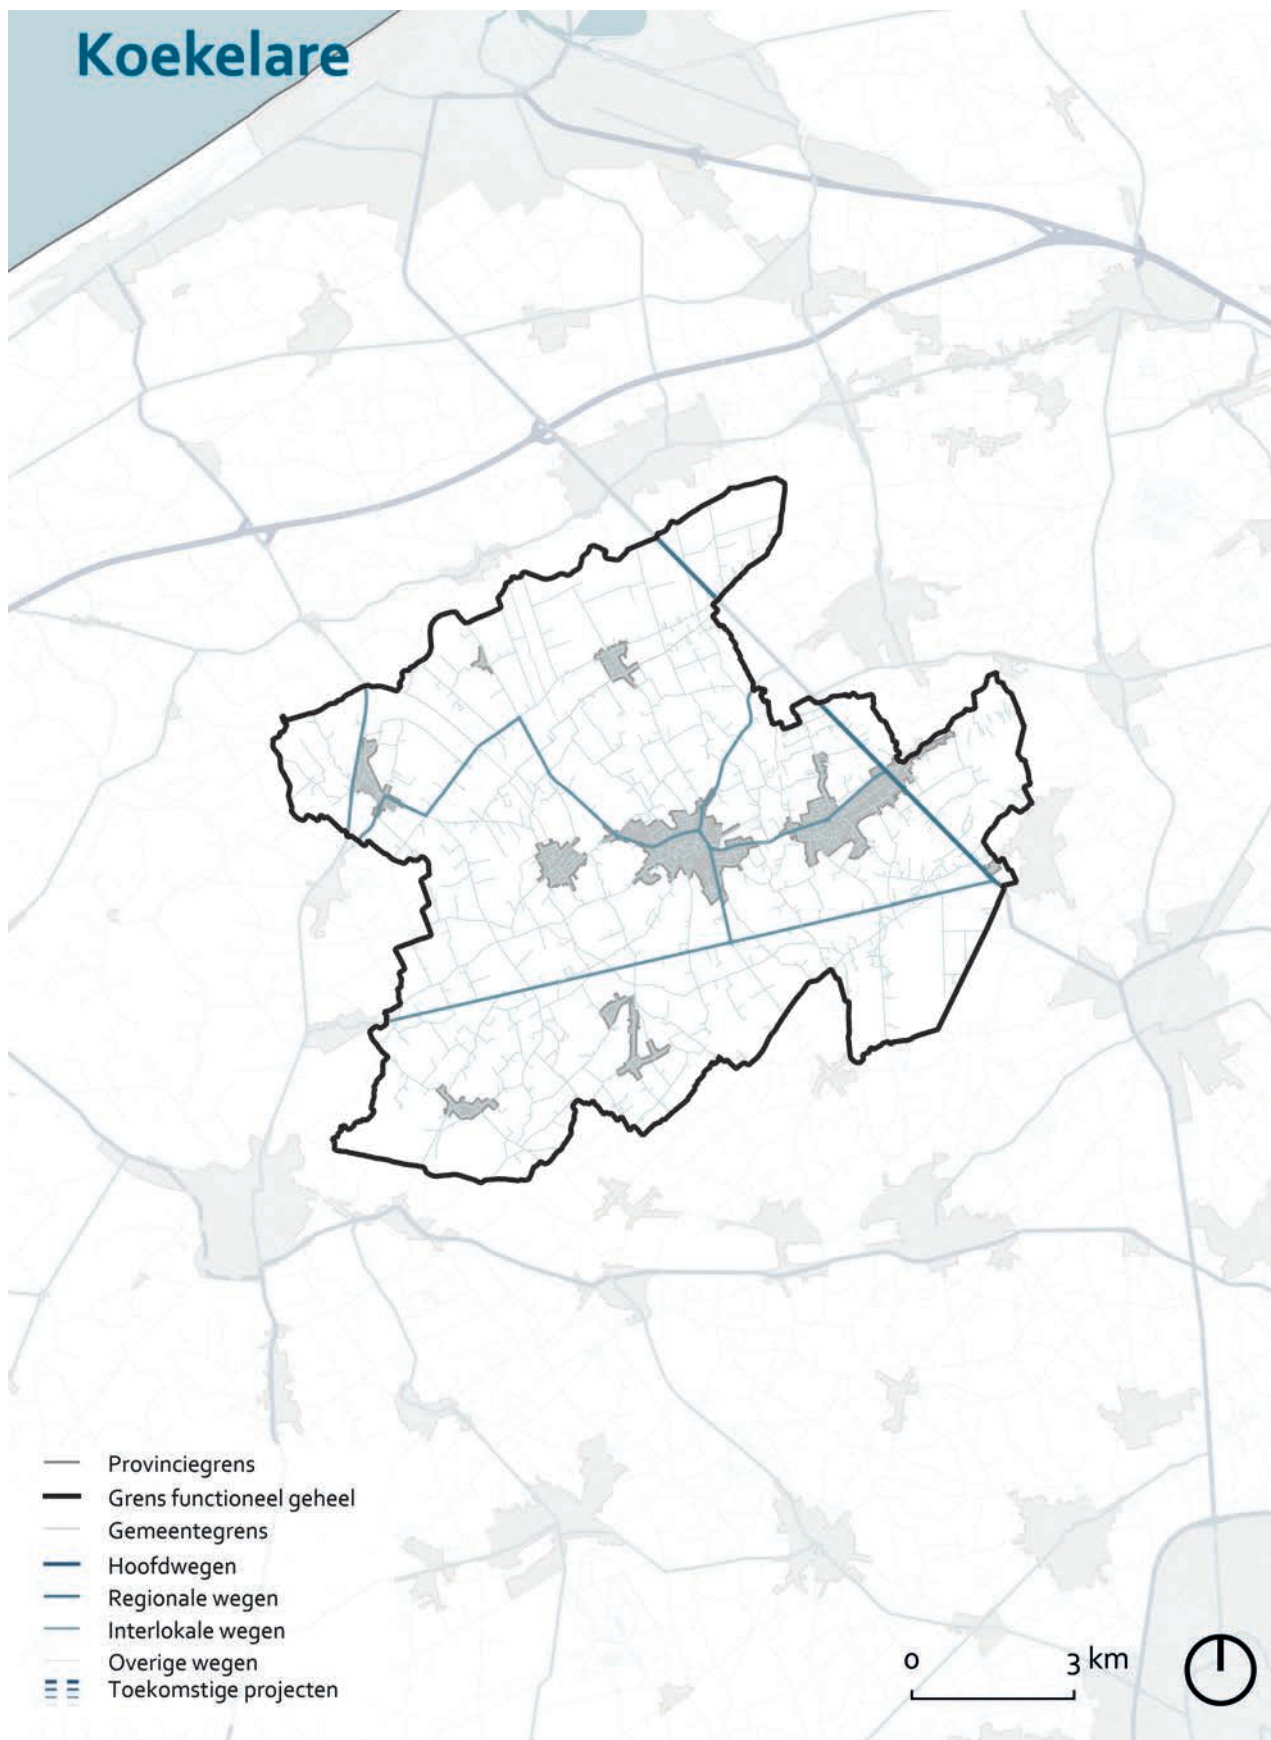 Koekelare
Provinciegrens
Grens functioneel geheel
Gemeentegrens
Hoofdwegen
Regionale wegen
Interlokale wegen
Overige wegen
Toekomstige projecten
0 3 km